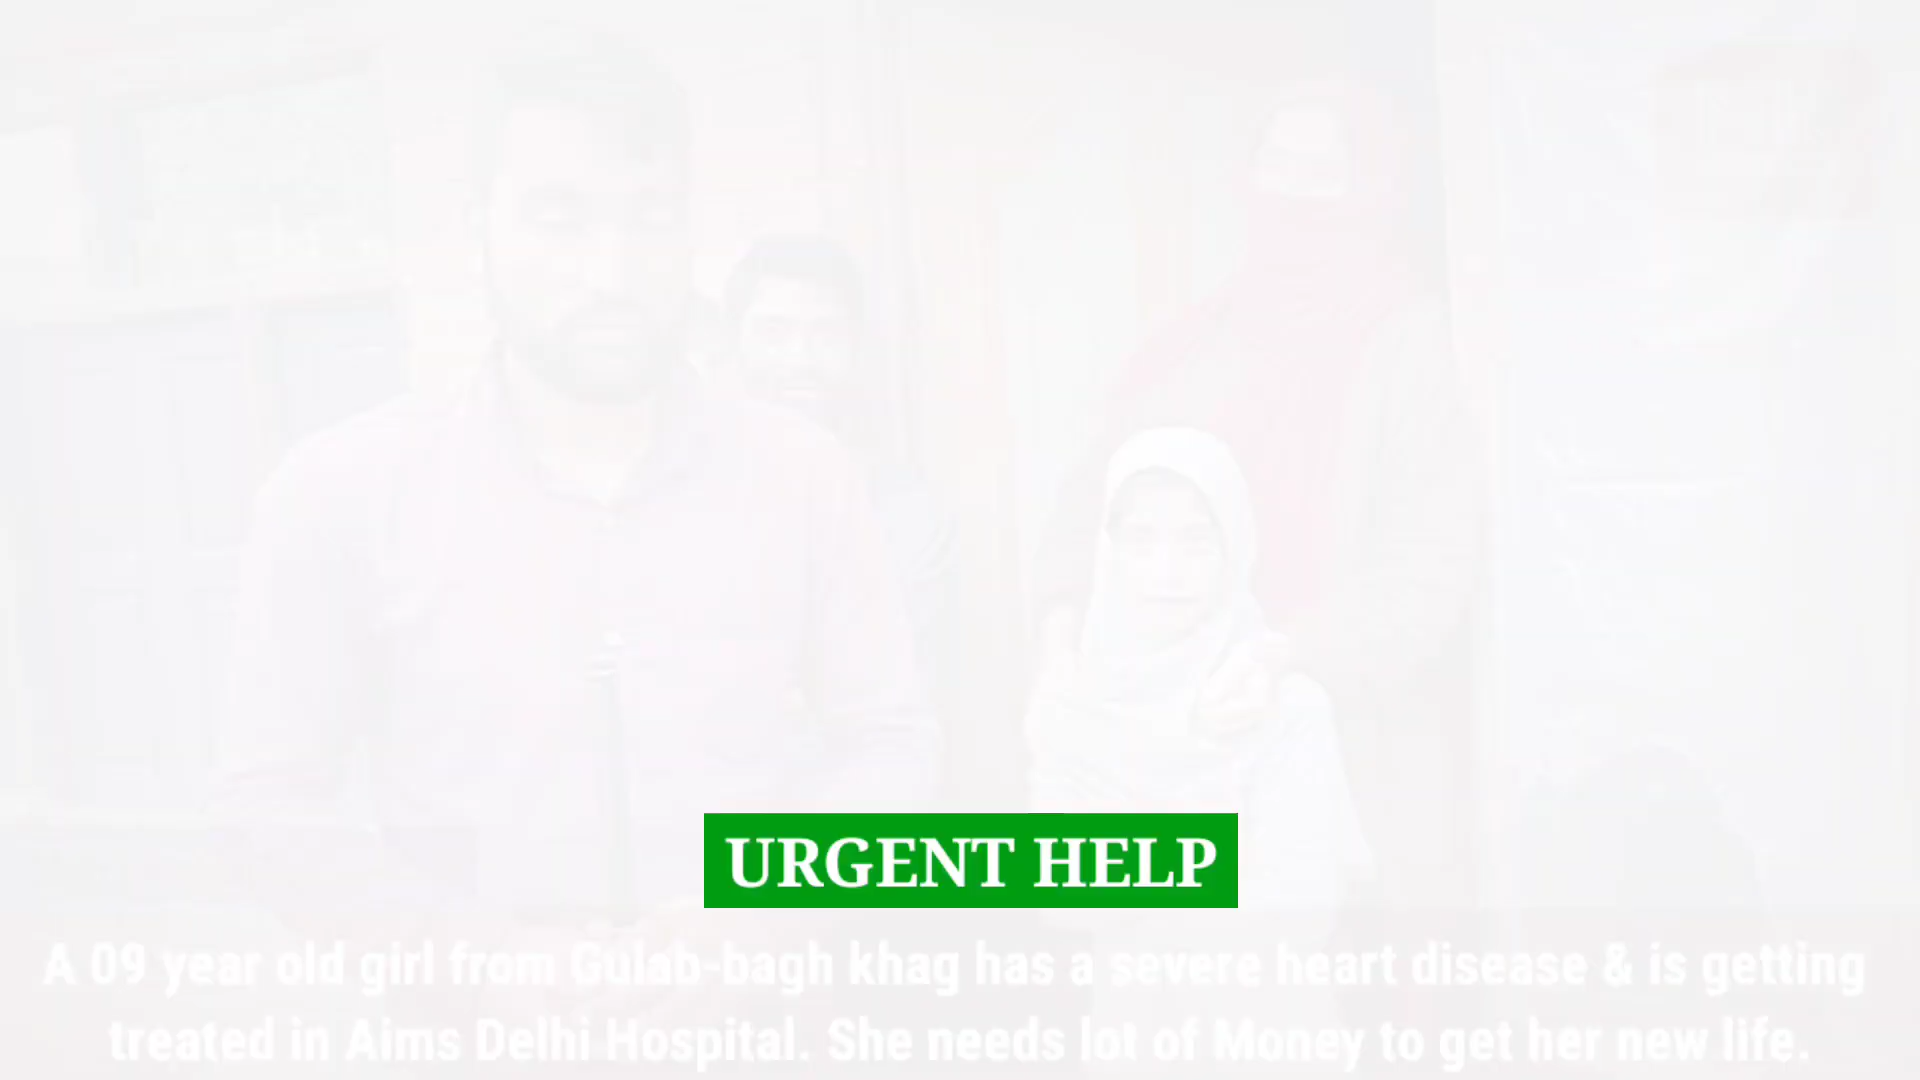 URGENT HELP
A 09 year old girl from Gulab-bagh khag has a severe heart disease & is getting
treated in Aims Delhi Hospital. She needs lot of Money to get her new life.